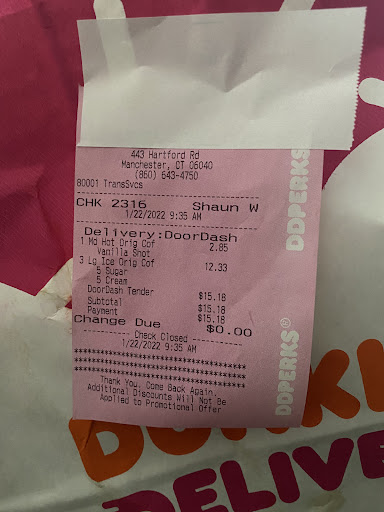 443 Hartford Rd
Manchester, CT 06040
(860) 643-4750
80001 TransSvcs
CHK 2316 Shaun W
1/22/2022 9:35 AM
Delivery:DoorDash
1 Md Hot Orig Cof 2.85
Vanilla Shot
3 Lg Ice Orig Cof 12.33
5 Sugar
5 Cream
DoorDash Tender $15.18
Subtotal $15.18
Payment $15.18
Change Due $0.00
Check Closed
1/22/2022 9:35 AM
Thank You. Come Back Again.
Additional Discounts Will Not Be
Applied to Promotional Offer
DDPERKS
DDPERKS®
DUNKI
DELIVE